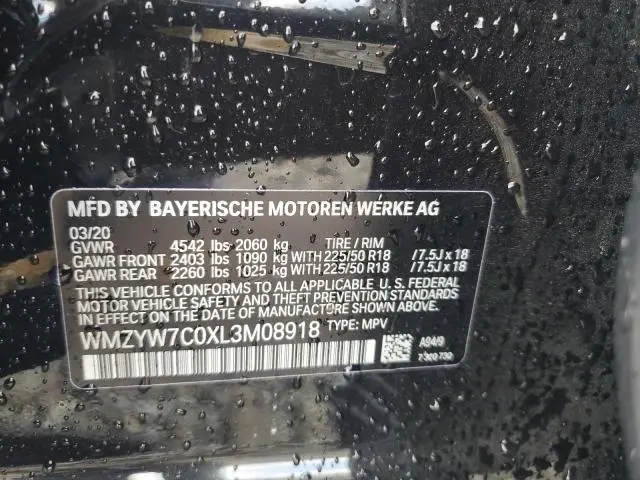 MFD BY BAYERISCHE MOTOREN WERKE AG
03/20
GVWR 4542 lbs 2060 kg TIRE / RIM
GAWR FRONT 2403 lbs 1090 kg WITH 225/50 R18 /7.5J x 18
GAWR REAR 2260 lbs 1025 kg WITH 225/50 R18 /7.5J x 18
THIS VEHICLE CONFORMS TO ALL APPLICABLE U. S. FEDERAL
MOTOR VEHICLE SAFETY AND THEFT PREVENTION STANDARDS
IN EFFECT ON THE DATE OF MANUFACTURE SHOWN ABOVE.
WMZYW7C0XL3M08918 TYPE: MPV
A94/9
7 920 730